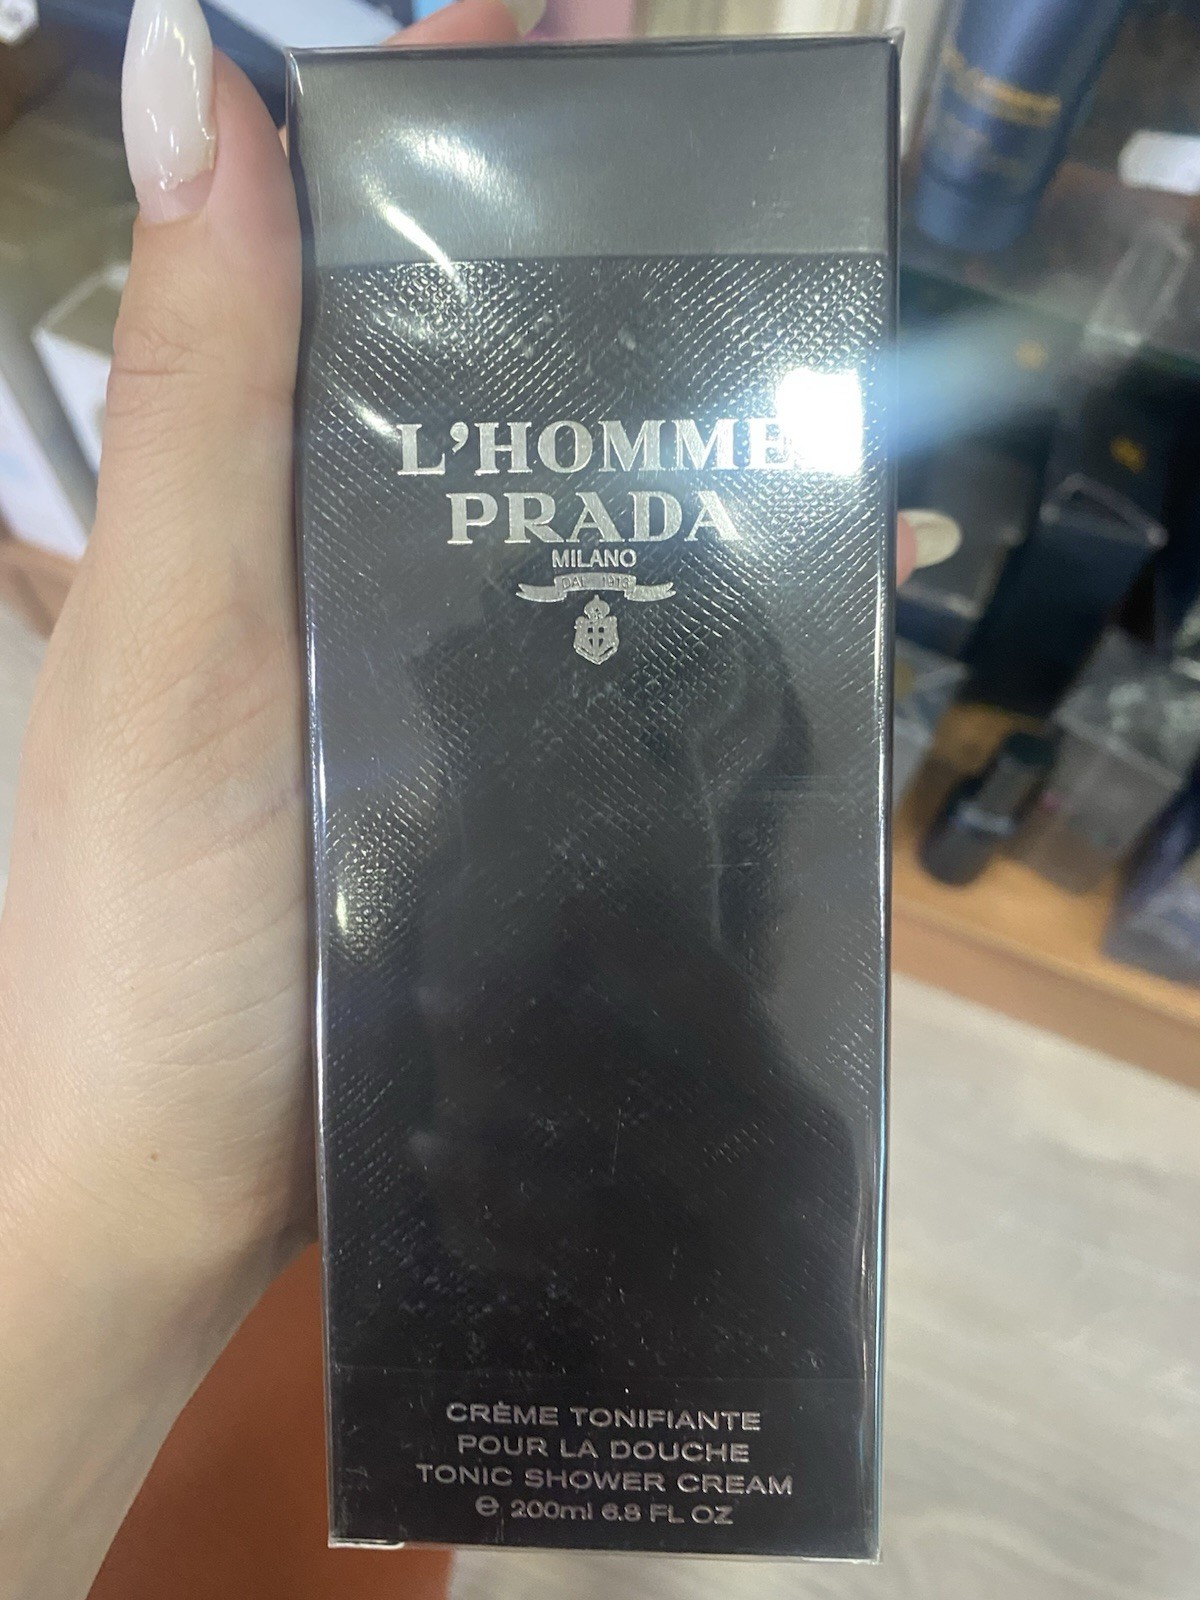 L'HOMME
PRADA
MILANO
DAL 1913
CRÈME TONIFIANTE
POUR LA DOUCHE
TONIC SHOWER CREAM
e 200ml 6.8 FL OZ